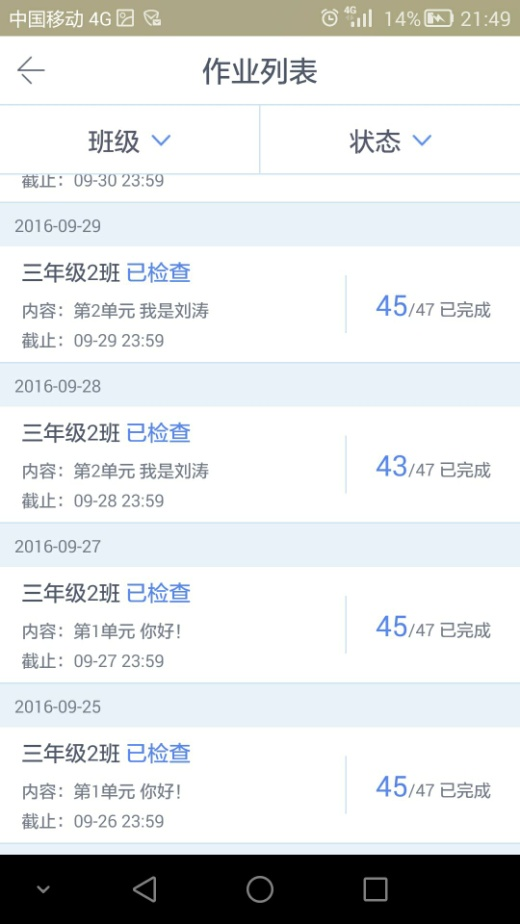 中国移动 4G 4G 14% 21:49
作业列表
班级 状态
截止：09-30 23:59
2016-09-29
三年级2班 已检查
内容：第2单元 我是刘涛
截止：09-29 23:59
45/47 已完成
2016-09-28
三年级2班 已检查
内容：第2单元 我是刘涛
截止：09-28 23:59
43/47 已完成
2016-09-27
三年级2班 已检查
内容：第1单元 你好！
截止：09-27 23:59
45/47 已完成
2016-09-25
三年级2班 已检查
内容：第1单元 你好！
截止：09-26 23:59
45/47 已完成